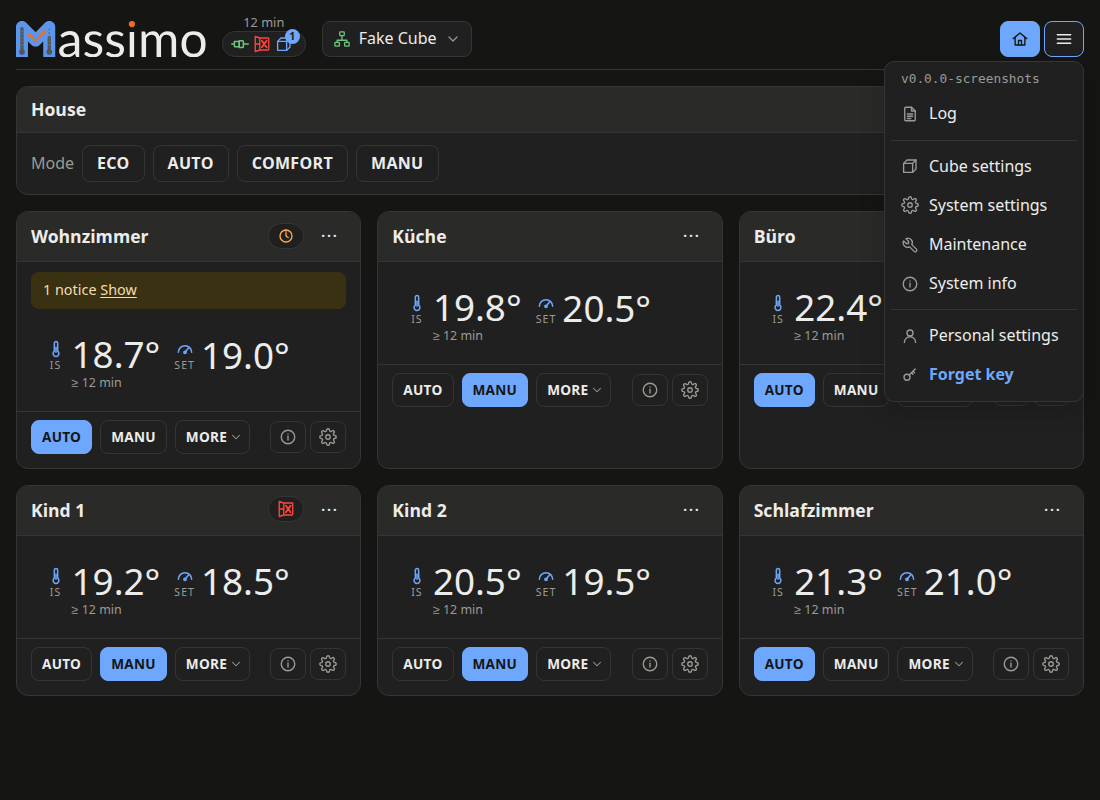 Massimo
12 min
1
Fake Cube
v0.0.0-screenshots
Log
Cube settings
System settings
Maintenance
System info
Personal settings
Forget key
House
Mode ECO AUTO COMFORT MANU
Wohnzimmer
1 notice Show
IS 18.7° SET 19.0°
≥ 12 min
AUTO MANU MORE
Küche
IS 19.8° SET 20.5°
≥ 12 min
AUTO MANU MORE
Büro
IS 22.4°
≥ 12 min
AUTO MANU
Kind 1
IS 19.2° SET 18.5°
≥ 12 min
AUTO MANU MORE
Kind 2
IS 20.5° SET 19.5°
≥ 12 min
AUTO MANU MORE
Schlafzimmer
IS 21.3° SET 21.0°
≥ 12 min
AUTO MANU MORE